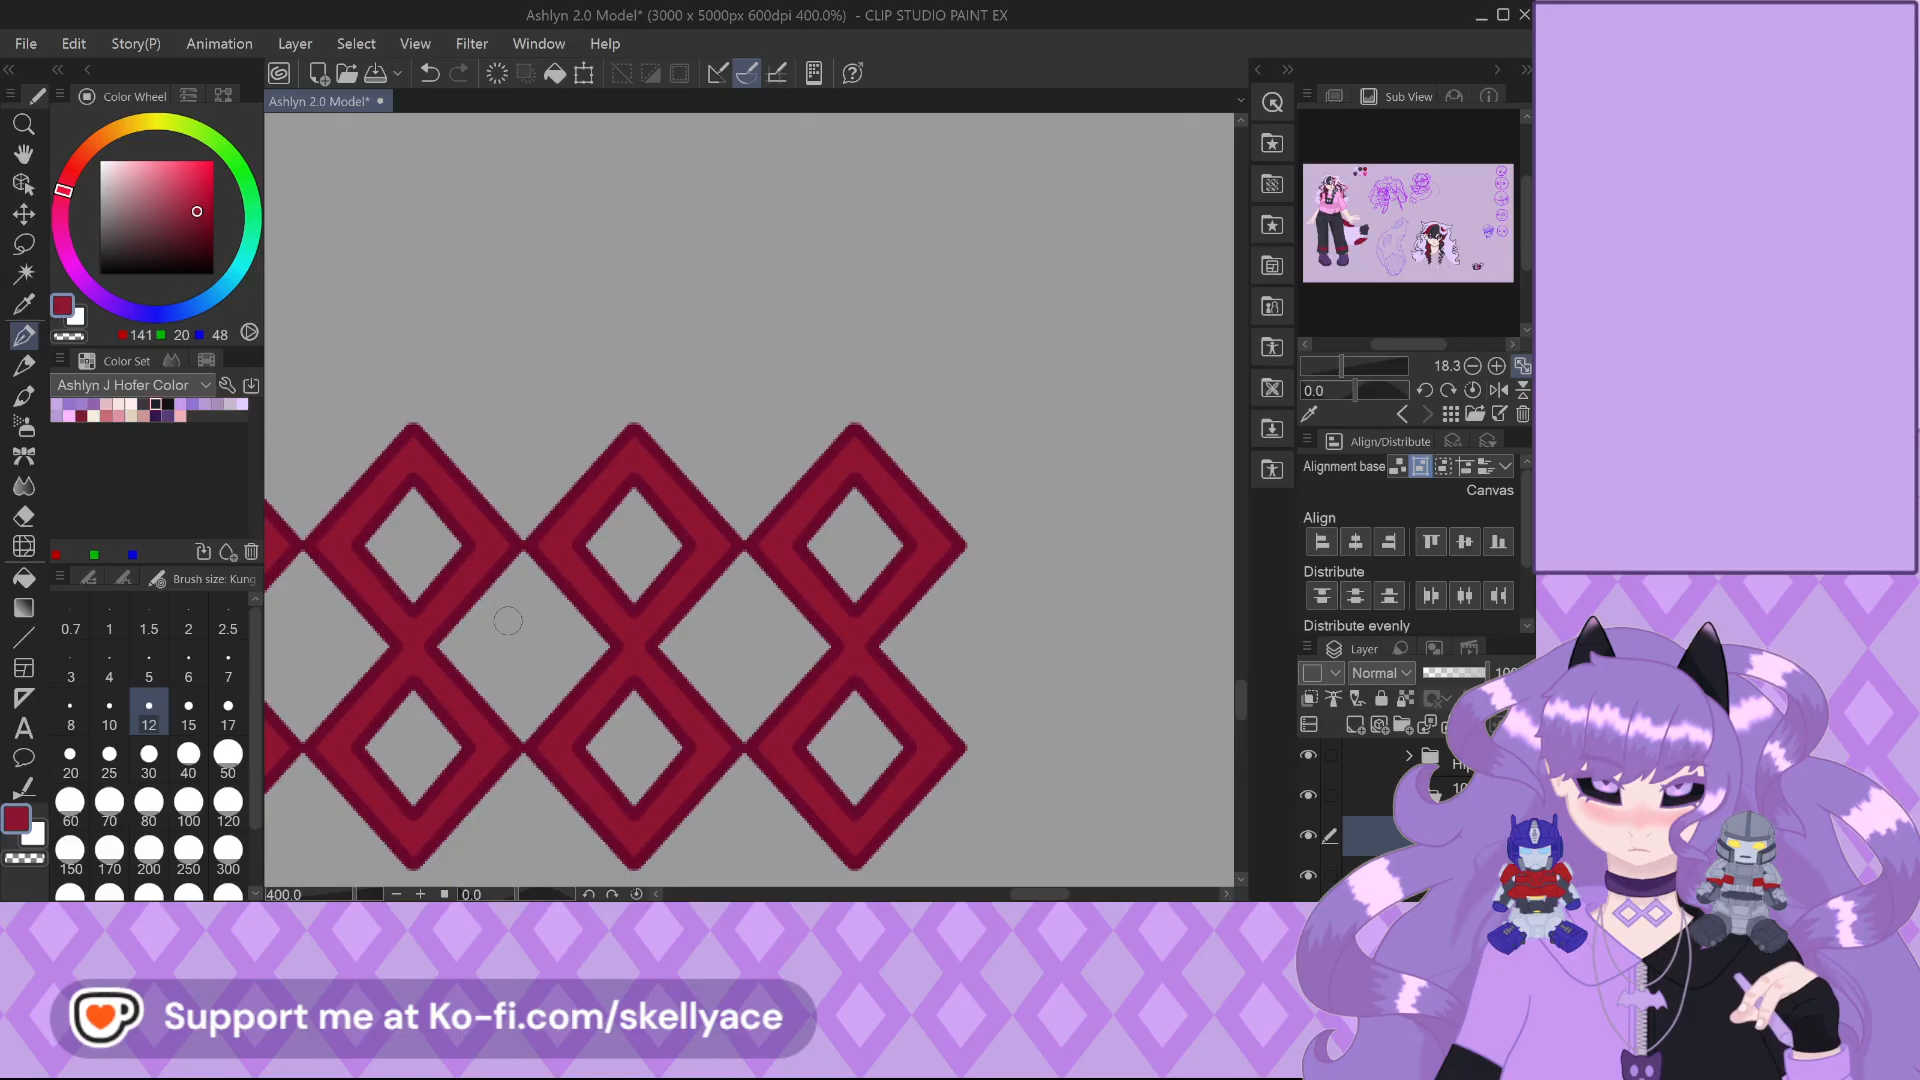 Ashlyn 2.0 Model* (3000 x 5000px 600dpi 400.0%) - CLIP STUDIO PAINT EX
File Edit Story(P) Animation Layer Select View Filter Window Help
Color Wheel
Ashlyn 2.0 Model*
Sub View
141 20 48
Color Set
Ashlyn J Hofer Color
18.3
0.0
Align/Distribute
Alignment base
Canvas
Align
Distribute
Distribute evenly
Brush size: Kung
0.7 1 1.5 2 2.5
3 4 5 6 7
8 10 12 15 17
20 25 30 40 50
60 70 80 100 120
150 170 200 250 300
Layer
Normal
400.0
0.0
Support me at Ko-fi.com/skellyace